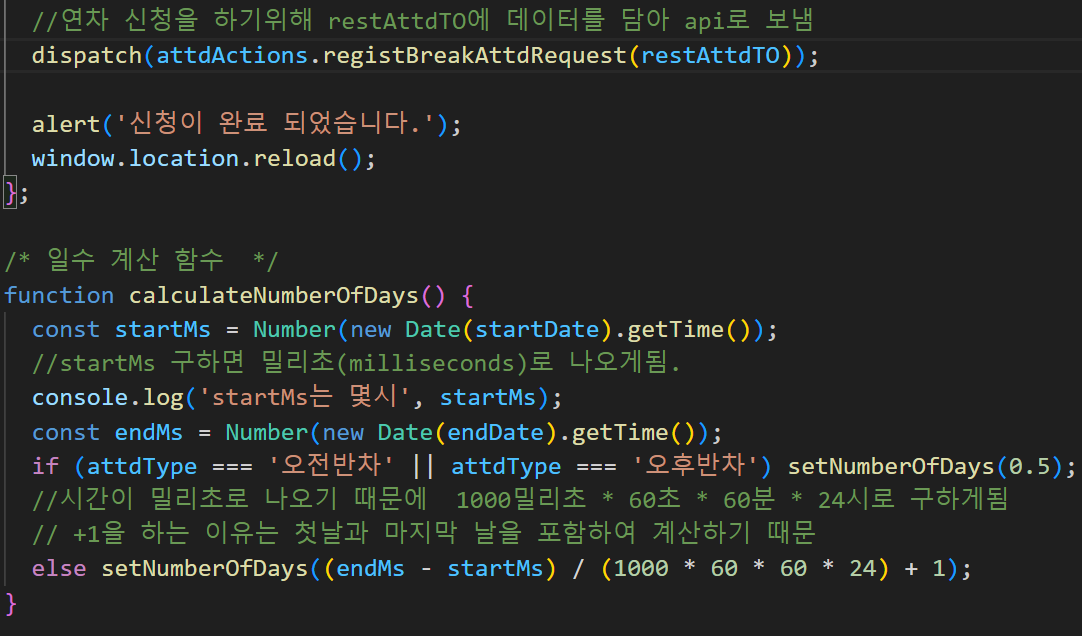 //연차 신청을 하기위해 restAttdTO에 데이터를 담아 api로 보냄
dispatch(attdActions.registBreakAttdRequest(restAttdTO));
alert('신청이 완료 되었습니다.');
window.location.reload();
};
/* 일수 계산 함수  */
function calculateNumberOfDays() {
const startMs = Number(new Date(startDate).getTime());
//startMs 구하면 밀리초(milliseconds)로 나오게됨.
console.log('startMs는 몇시', startMs);
const endMs = Number(new Date(endDate).getTime());
if (attdType === '오전반차' || attdType === '오후반차') setNumberOfDays(0.5);
//시간이 밀리초로 나오기 때문에  1000밀리초 * 60초 * 60분 * 24시로 구하게됨
// +1을 하는 이유는 첫날과 마지막 날을 포함하여 계산하기 때문
else setNumberOfDays((endMs - startMs) / (1000 * 60 * 60 * 24) + 1);
}